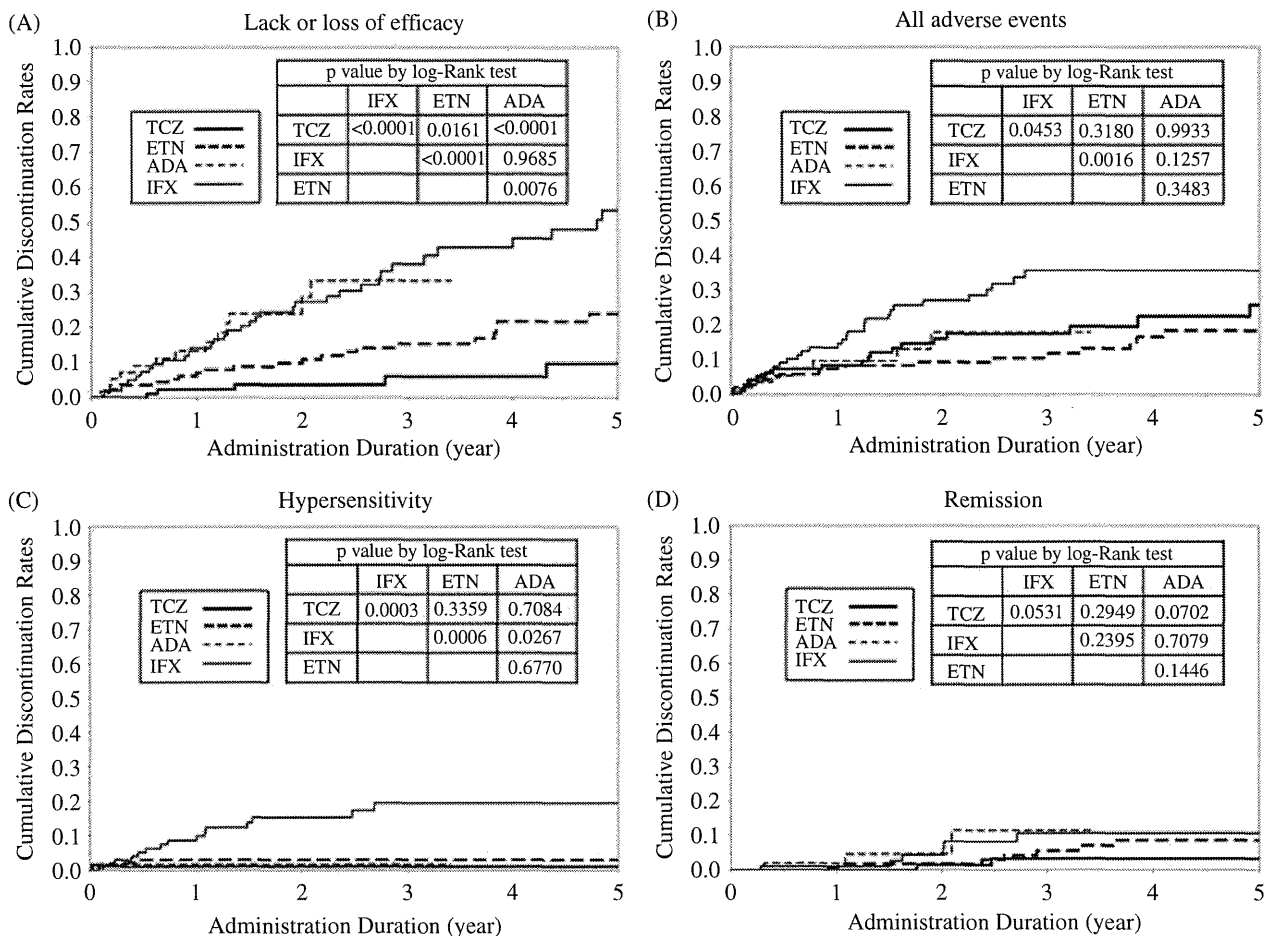 (A) Lack or loss of efficacy
Cumulative Discontinuation Rates
1.0
0.9
0.8
0.7
0.6
0.5
0.4
0.3
0.2
0.1
0.0
TCZ
ETN
ADA
IFX
p value by log-Rank test
IFX ETN ADA
TCZ <0.0001 0.0161 <0.0001
IFX <0.0001 0.9685
ETN 0.0076
0 1 2 3 4 5
Administration Duration (year)
(B) All adverse events
Cumulative Discontinuation Rates
1.0
0.9
0.8
0.7
0.6
0.5
0.4
0.3
0.2
0.1
0.0
TCZ
ETN
ADA
IFX
p value by log-Rank test
IFX ETN ADA
TCZ 0.0453 0.3180 0.9933
IFX 0.0016 0.1257
ETN 0.3483
0 1 2 3 4 5
Administration Duration (year)
(C) Hypersensitivity
Cumulative Discontinuation Rates
1.0
0.9
0.8
0.7
0.6
0.5
0.4
0.3
0.2
0.1
0.0
TCZ
ETN
ADA
IFX
p value by log-Rank test
IFX ETN ADA
TCZ 0.0003 0.3359 0.7084
IFX 0.0006 0.0267
ETN 0.6770
0 1 2 3 4 5
Administration Duration (year)
(D) Remission
Cumulative Discontinuation Rates
1.0
0.9
0.8
0.7
0.6
0.5
0.4
0.3
0.2
0.1
0.0
TCZ
ETN
ADA
IFX
p value by log-Rank test
IFX ETN ADA
TCZ 0.0531 0.2949 0.0702
IFX 0.2395 0.7079
ETN 0.1446
0 1 2 3 4 5
Administration Duration (year)